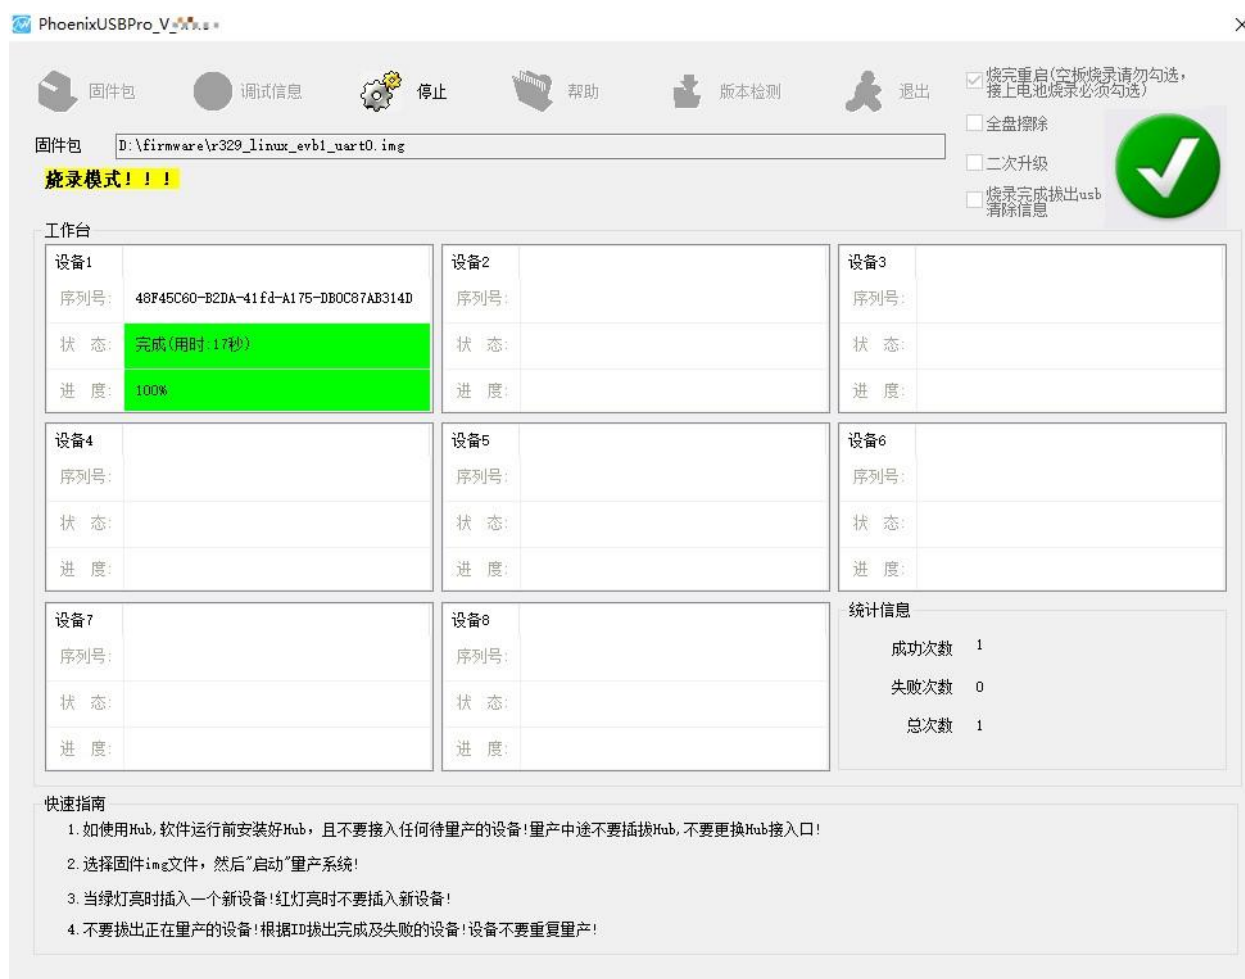 PhoenixUSBPro_V
固件包 调试信息 停止 帮助 版本检测 退出
烧完重启(空板烧录请勿勾选,
接上电池烧录必须勾选)
全盘擦除
二次升级
烧录完成拔出usb
清除信息
固件包 D:\firmware\r329_linux_evb1_uart0.img
烧录模式!!!
工作台
设备1
序列号: 48F45C60-B2DA-41fd-A175-DB0C87AB314D
状 态: 完成(用时:17秒)
进 度: 100%
设备2
序列号:
状 态:
进 度:
设备3
序列号:
状 态:
进 度:
设备4
序列号:
状 态:
进 度:
设备5
序列号:
状 态:
进 度:
设备6
序列号:
状 态:
进 度:
设备7
序列号:
状 态:
进 度:
设备8
序列号:
状 态:
进 度:
统计信息
成功次数 1
失败次数 0
总次数 1
快速指南
1.如使用Hub,软件运行前安装好Hub,且不要接入任何待量产的设备!量产中途不要插拔Hub,不要更换Hub接入口!
2.选择固件img文件,然后"启动"量产系统!
3.当绿灯亮时插入一个新设备!红灯亮时不要插入新设备!
4.不要拔出正在量产的设备!根据ID拔出完成及失败的设备!设备不要重复量产!